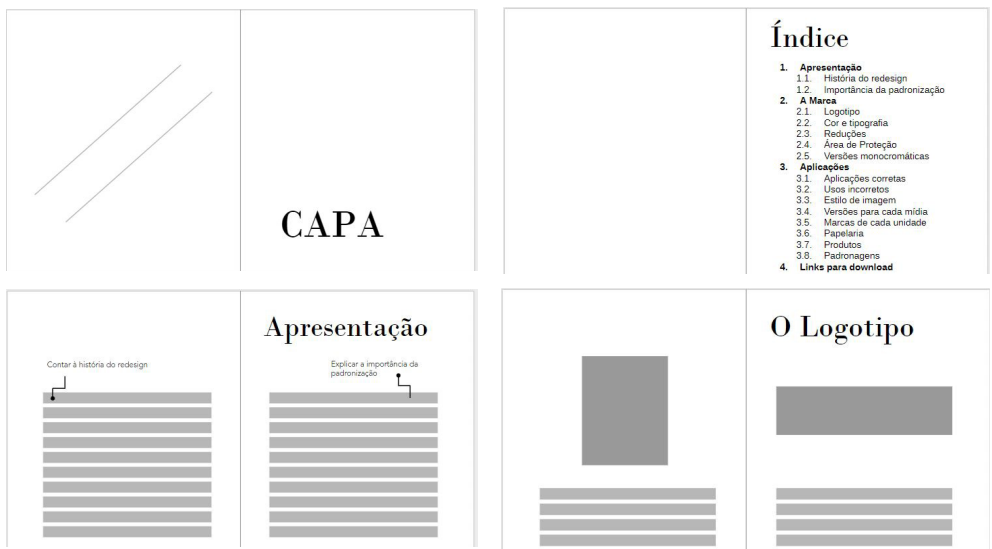 CAPA
Índice
1. Apresentação
1.1. História do redesign
1.2. Importância da padronização
2. A Marca
2.1. Logotipo
2.2. Cor e tipografia
2.3. Reduções
2.4. Área de Proteção
2.5. Versões monocromáticas
3. Aplicações
3.1. Aplicações corretas
3.2. Usos incorretos
3.3. Estilo de imagem
3.4. Versões para cada mídia
3.5. Marcas de cada unidade
3.6. Papelaria
3.7. Produtos
3.8. Padronagens
4. Links para download
Apresentação
Contar à história do redesign
Explicar a importância da
padronização
O Logotipo